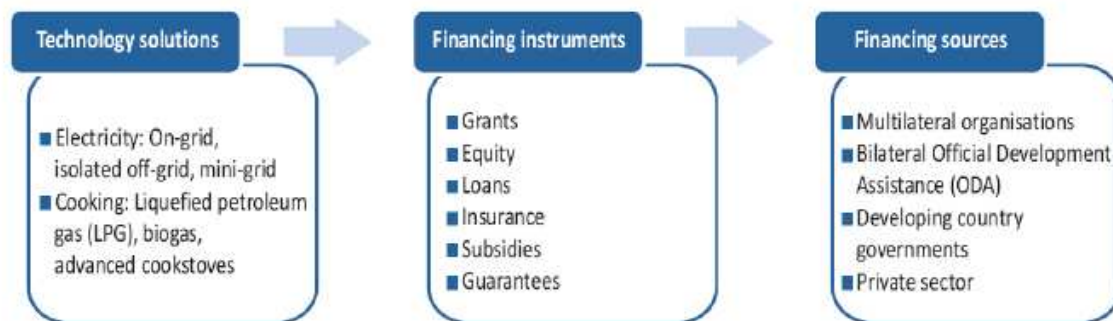 Technology solutions
Electricity: On-grid,
isolated off-grid, mini-grid
Cooking: Liquefied petroleum
gas (LPG), biogas,
advanced cookstoves
Financing instruments
Grants
Equity
Loans
Insurance
Subsidies
Guarantees
Financing sources
Multilateral organisations
Bilateral Official Development
Assistance (ODA)
Developing country
governments
Private sector